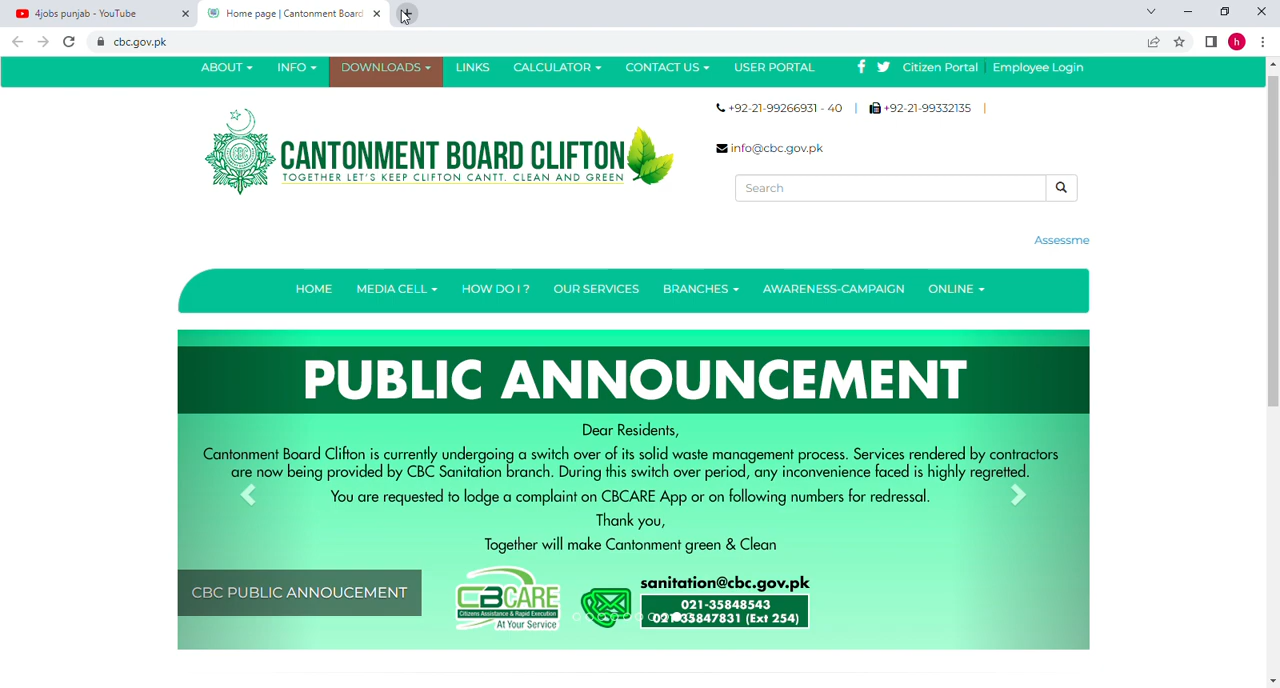 4jobs punjab - YouTube
Home page | Cantonment Board
cbc.gov.pk
h
ABOUT INFO DOWNLOADS LINKS CALCULATOR CONTACT US USER PORTAL Citizen Portal | Employee Login
+92-21-99266931 - 40 | +92-21-99332135 |
CANTONMENT BOARD CLIFTON
TOGETHER LET'S KEEP CLIFTON CANTT. CLEAN AND GREEN
info@cbc.gov.pk
Search
Assessme
HOME MEDIA CELL HOW DO I ? OUR SERVICES BRANCHES AWARENESS-CAMPAIGN ONLINE
PUBLIC ANNOUNCEMENT
Dear Residents,
Cantonment Board Clifton is currently undergoing a switch over of its solid waste management process. Services rendered by contractors
are now being provided by CBC Sanitation branch. During this switch over period, any inconvenience faced is highly regretted.
You are requested to lodge a complaint on CBCARE App or on following numbers for redressal.
Thank you,
Together will make Cantonment green & Clean
CBC PUBLIC ANNOUCEMENT
CBCARE
Citizens Assistance & Rapid Execution
At Your Service
sanitation@cbc.gov.pk
021-35848543
021-35847831 (Ext 254)